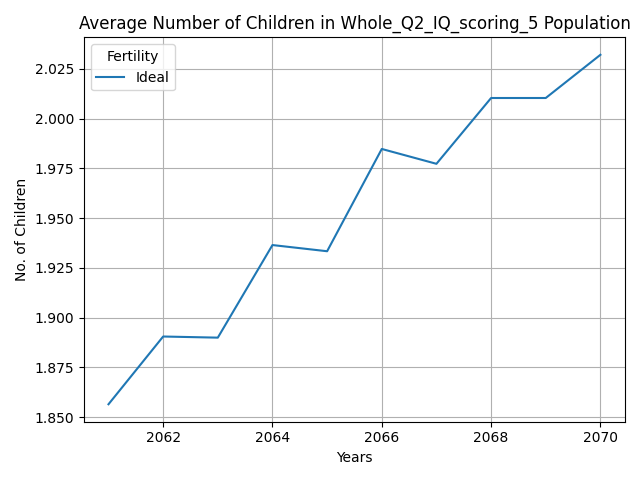 Average Number of Children in Whole_Q2_IQ_scoring_5 Population
Fertility
Ideal
2.025
2.000
1.975
1.950
1.925
1.900
1.875
1.850
No. of Children
2062 2064 2066 2068 2070
Years